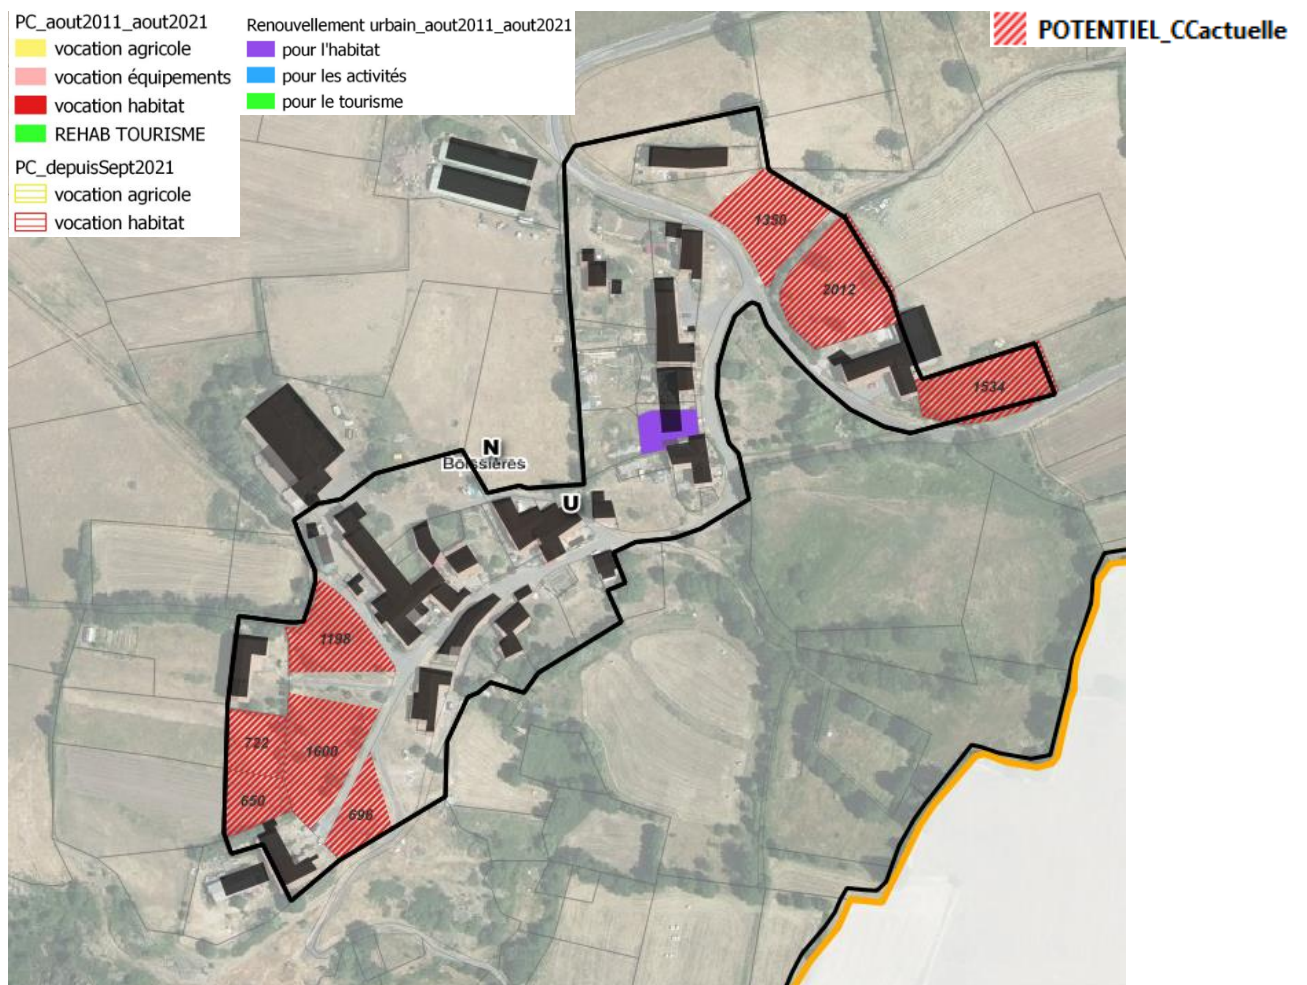 PC_aout2011_aout2021
vocation agricole
vocation équipements
vocation habitat
REHAB TOURISME
PC_depuisSept2021
vocation agricole
vocation habitat
Renouvellement urbain_aout2011_aout2021
pour l'habitat
pour les activités
pour le tourisme
POTENTIEL_CCactuelle
1350
2012
1534
N
Boissières
U
1198
722
1600
650
696